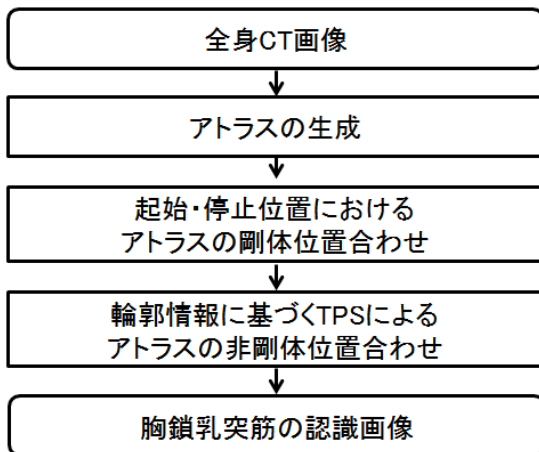 全身CT画像
アトラスの生成
起始・停止位置における
アトラスの剛体位置合わせ
輪郭情報に基づくTPSによる
アトラスの非剛体位置合わせ
胸鎖乳突筋の認識画像